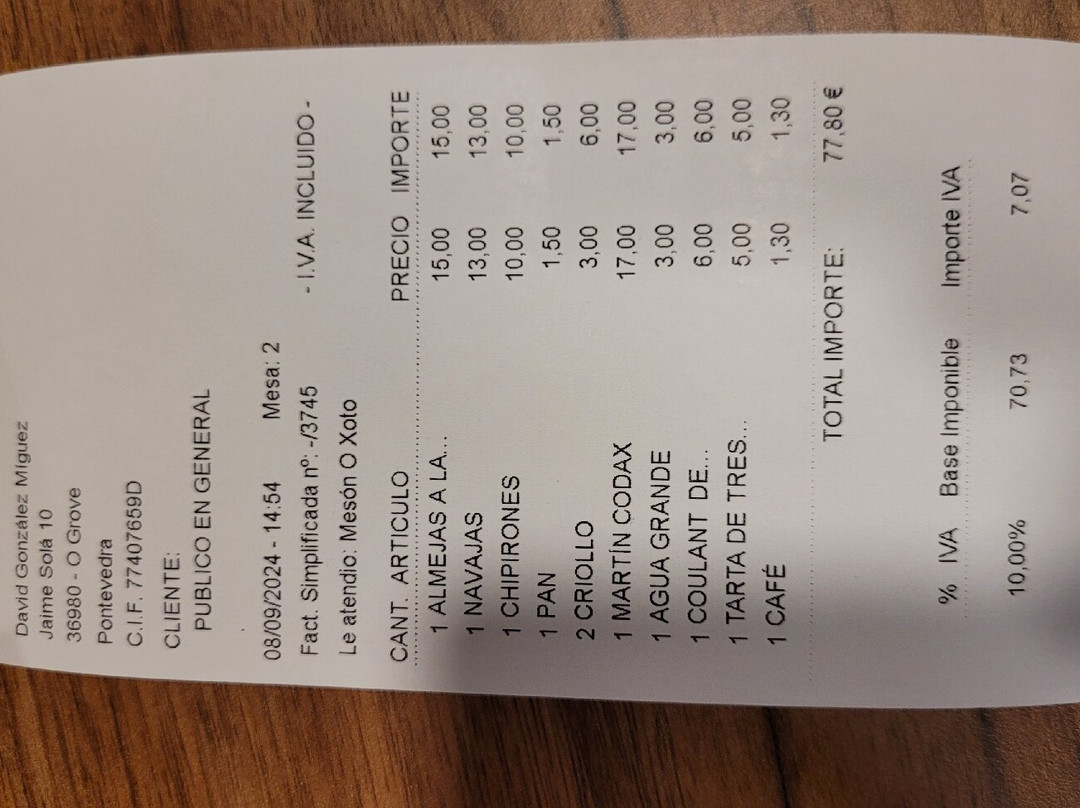 David González Míguez
Jaime Solá 10
36980 - O Grove
Pontevedra
C.I.F. 77407659D
CLIENTE:
PUBLICO EN GENERAL
08/09/2024 - 14:54 Mesa: 2
Fact. Simplificada nº: -/3745 - I.V.A. INCLUIDO -
Le atendio: Mesón O Xoto
CANT. ARTICULO PRECIO IMPORTE
1 ALMEJAS A LA... 15,00 15,00
1 NAVAJAS 13,00 13,00
1 CHIPIRONES 10,00 10,00
1 PAN 1,50 1,50
2 CRIOLLO 3,00 6,00
1 MARTÍN CODAX 17,00 17,00
1 AGUA GRANDE 3,00 3,00
1 COULANT DE... 6,00 6,00
1 TARTA DE TRES... 5,00 5,00
1 CAFÉ 1,30 1,30
TOTAL IMPORTE: 77,80 €
% IVA Base Imponible Importe IVA
10,00% 70,73 7,07